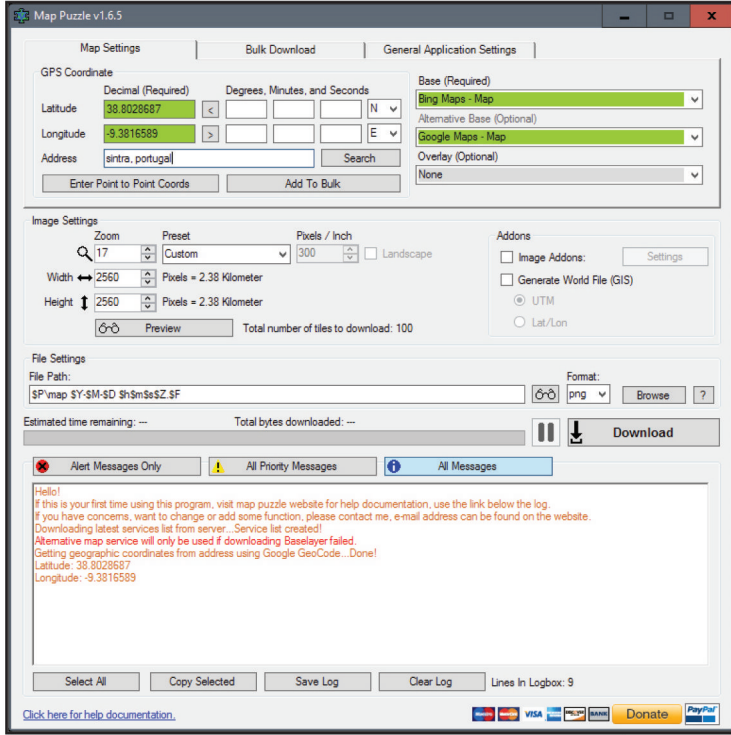 Map Puzzle v1.6.5
Map Settings
Bulk Download
General Application Settings
GPS Coordinate
Decimal (Required)
Degrees, Minutes, and Seconds
Latitude
38.8028687
<
N
Longitude
-9.3816589
>
E
Address
sintra, portugal
Search
Enter Point to Point Coords
Add To Bulk
Base (Required)
Bing Maps - Map
Alternative Base (Optional)
Google Maps - Map
Overlay (Optional)
None
Image Settings
Zoom
Preset
Pixels / Inch
17
Custom
300
Landscape
Width
2560
Pixels = 2.38 Kilometer
Height
2560
Pixels = 2.38 Kilometer
Preview
Total number of tiles to download: 100
Addons
Image Addons:
Settings
Generate World File (GIS)
UTM
Lat/Lon
File Settings
File Path:
Format:
$P\map $Y-$M-$D $h$m$s$Z.$F
png
Browse
?
Estimated time remaining: ---
Total bytes downloaded: ---
Download
Alert Messages Only
All Priority Messages
All Messages
Hello!
If this is your first time using this program, visit map puzzle website for help documentation, use the link below the log.
If you have concerns, want to change or add some function, please contact me, e-mail address can be found on the website.
Downloading latest services list from server...Service list created!
Alternative map service will only be used if downloading Baselayer failed.
Getting geographic coordinates from address using Google GeoCode...Done!
Latitude: 38.8028687
Longitude: -9.3816589
Select All
Copy Selected
Save Log
Clear Log
Lines In Logbox: 9
Click here for help documentation.
VISA
BANK
Donate
PayPal